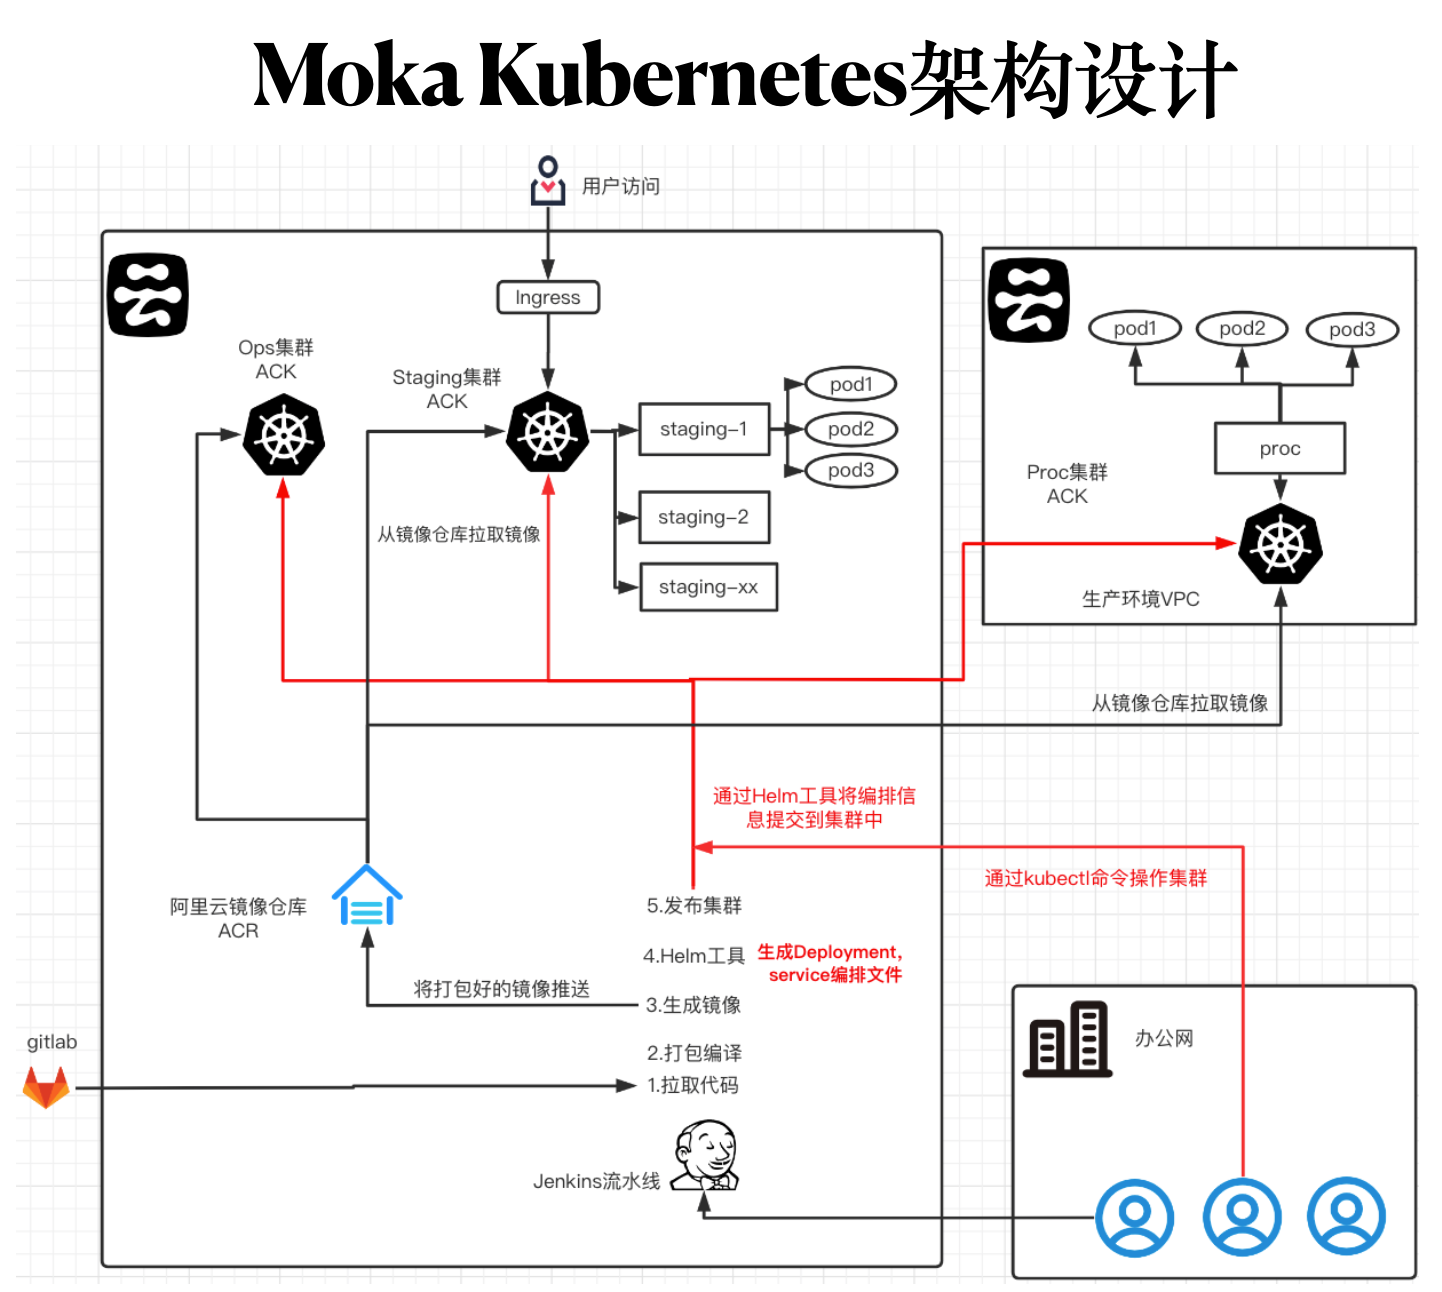 Moka Kubernetes架构设计
用户访问
Ingress
Ops集群
ACK
Staging集群
ACK
staging-1
pod1
pod2
pod3
staging-2
staging-xx
从镜像仓库拉取镜像
pod1
pod2
pod3
proc
Proc集群
ACK
生产环境VPC
从镜像仓库拉取镜像
通过Helm工具将编排信
息提交到集群中
通过kubectl命令操作集群
阿里云镜像仓库
ACR
5.发布集群
4.Helm工具
生成Deployment,
service编排文件
将打包好的镜像推送
3.生成镜像
2.打包编译
1.拉取代码
gitlab
Jenkins流水线
办公网